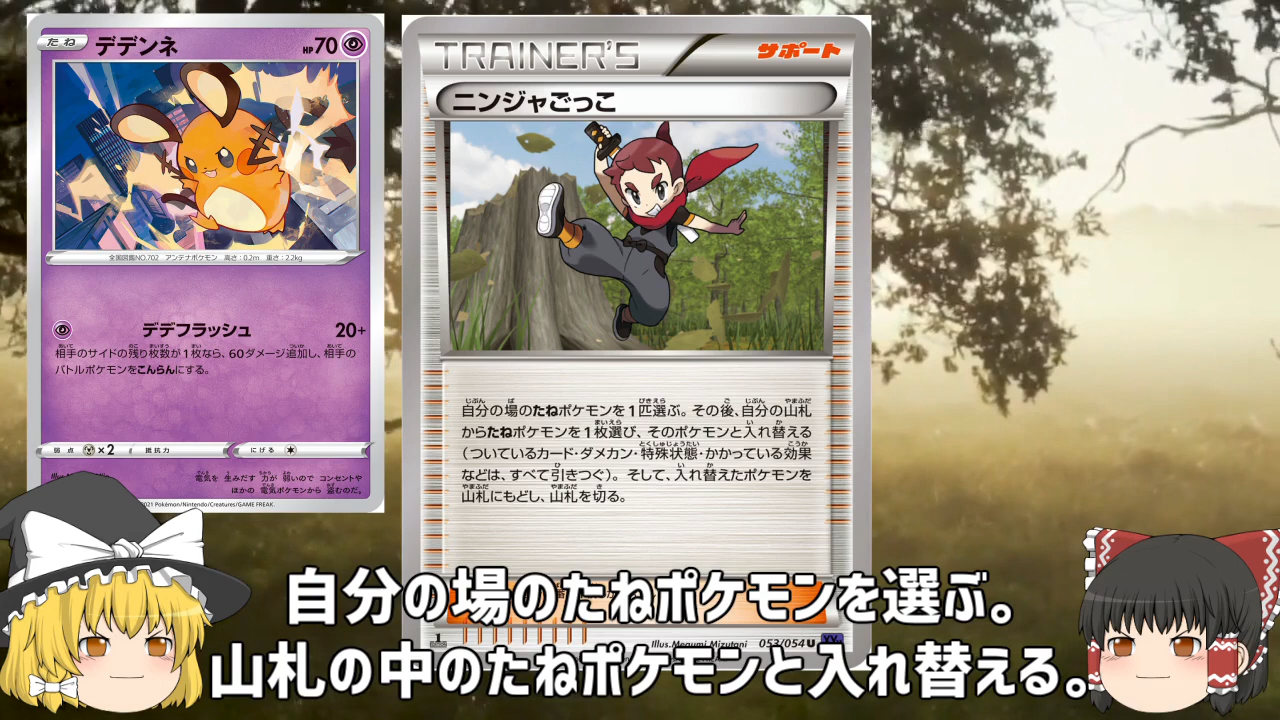 たね デデンネ HP70
全国図鑑NO.702 アンテナポケモン 高さ:0.2m 重さ:2.2kg
デデフラッシュ 20+
相手のサイドの残り枚数が1枚なら、60ダメージ追加し、相手の
バトルポケモンをこんらんにする。
弱点 ×2 抵抗力 にげる
電気を 生みだす 力が 弱いので コンセントや
ほかの 電気ポケモンから 盗むのだ。
2021 Pokémon/Nintendo/Creatures/GAME FREAK.
TRAINER'S サポート
ニンジャごっこ
自分の場のたねポケモンを1匹選ぶ。その後、自分の山札
からたねポケモンを1枚選び、そのポケモンと入れ替える
(ついているカード・ダメカン・特殊状態・かかっている効果
などは、すべて引きつぐ)。そして、入れ替えたポケモンを
山札にもどし、山札を切る。
Illus.Megumi Mizutani 053/054 U XY
自分の場のたねポケモンを選ぶ。
山札の中のたねポケモンと入れ替える。